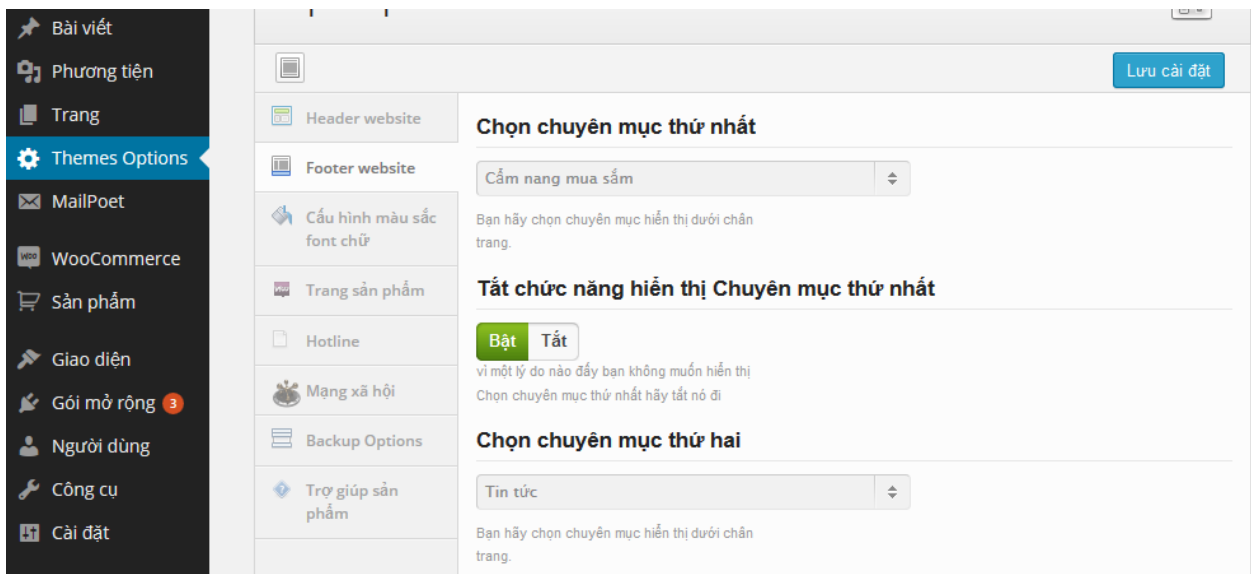 Bài viết
Phương tiện
Trang
Themes Options
MailPoet
WOO WooCommerce
Sản phẩm
Giao diện
Gói mở rộng 3
Người dùng
Công cụ
Cài đặt
Lưu cài đặt
Header website
Footer website
Cấu hình màu sắc
font chữ
Trang sản phẩm
Hotline
Mạng xã hội
Backup Options
Trợ giúp sản
phẩm
Chọn chuyên mục thứ nhất
Cẩm nang mua sắm
Bạn hãy chọn chuyên mục hiển thị dưới chân
trang.
Tắt chức năng hiển thị Chuyên mục thứ nhất
Bật Tắt
vì một lý do nào đấy bạn không muốn hiển thị
Chọn chuyên mục thứ nhất hãy tắt nó đi
Chọn chuyên mục thứ hai
Tin tức
Bạn hãy chọn chuyên mục hiển thị dưới chân
trang.